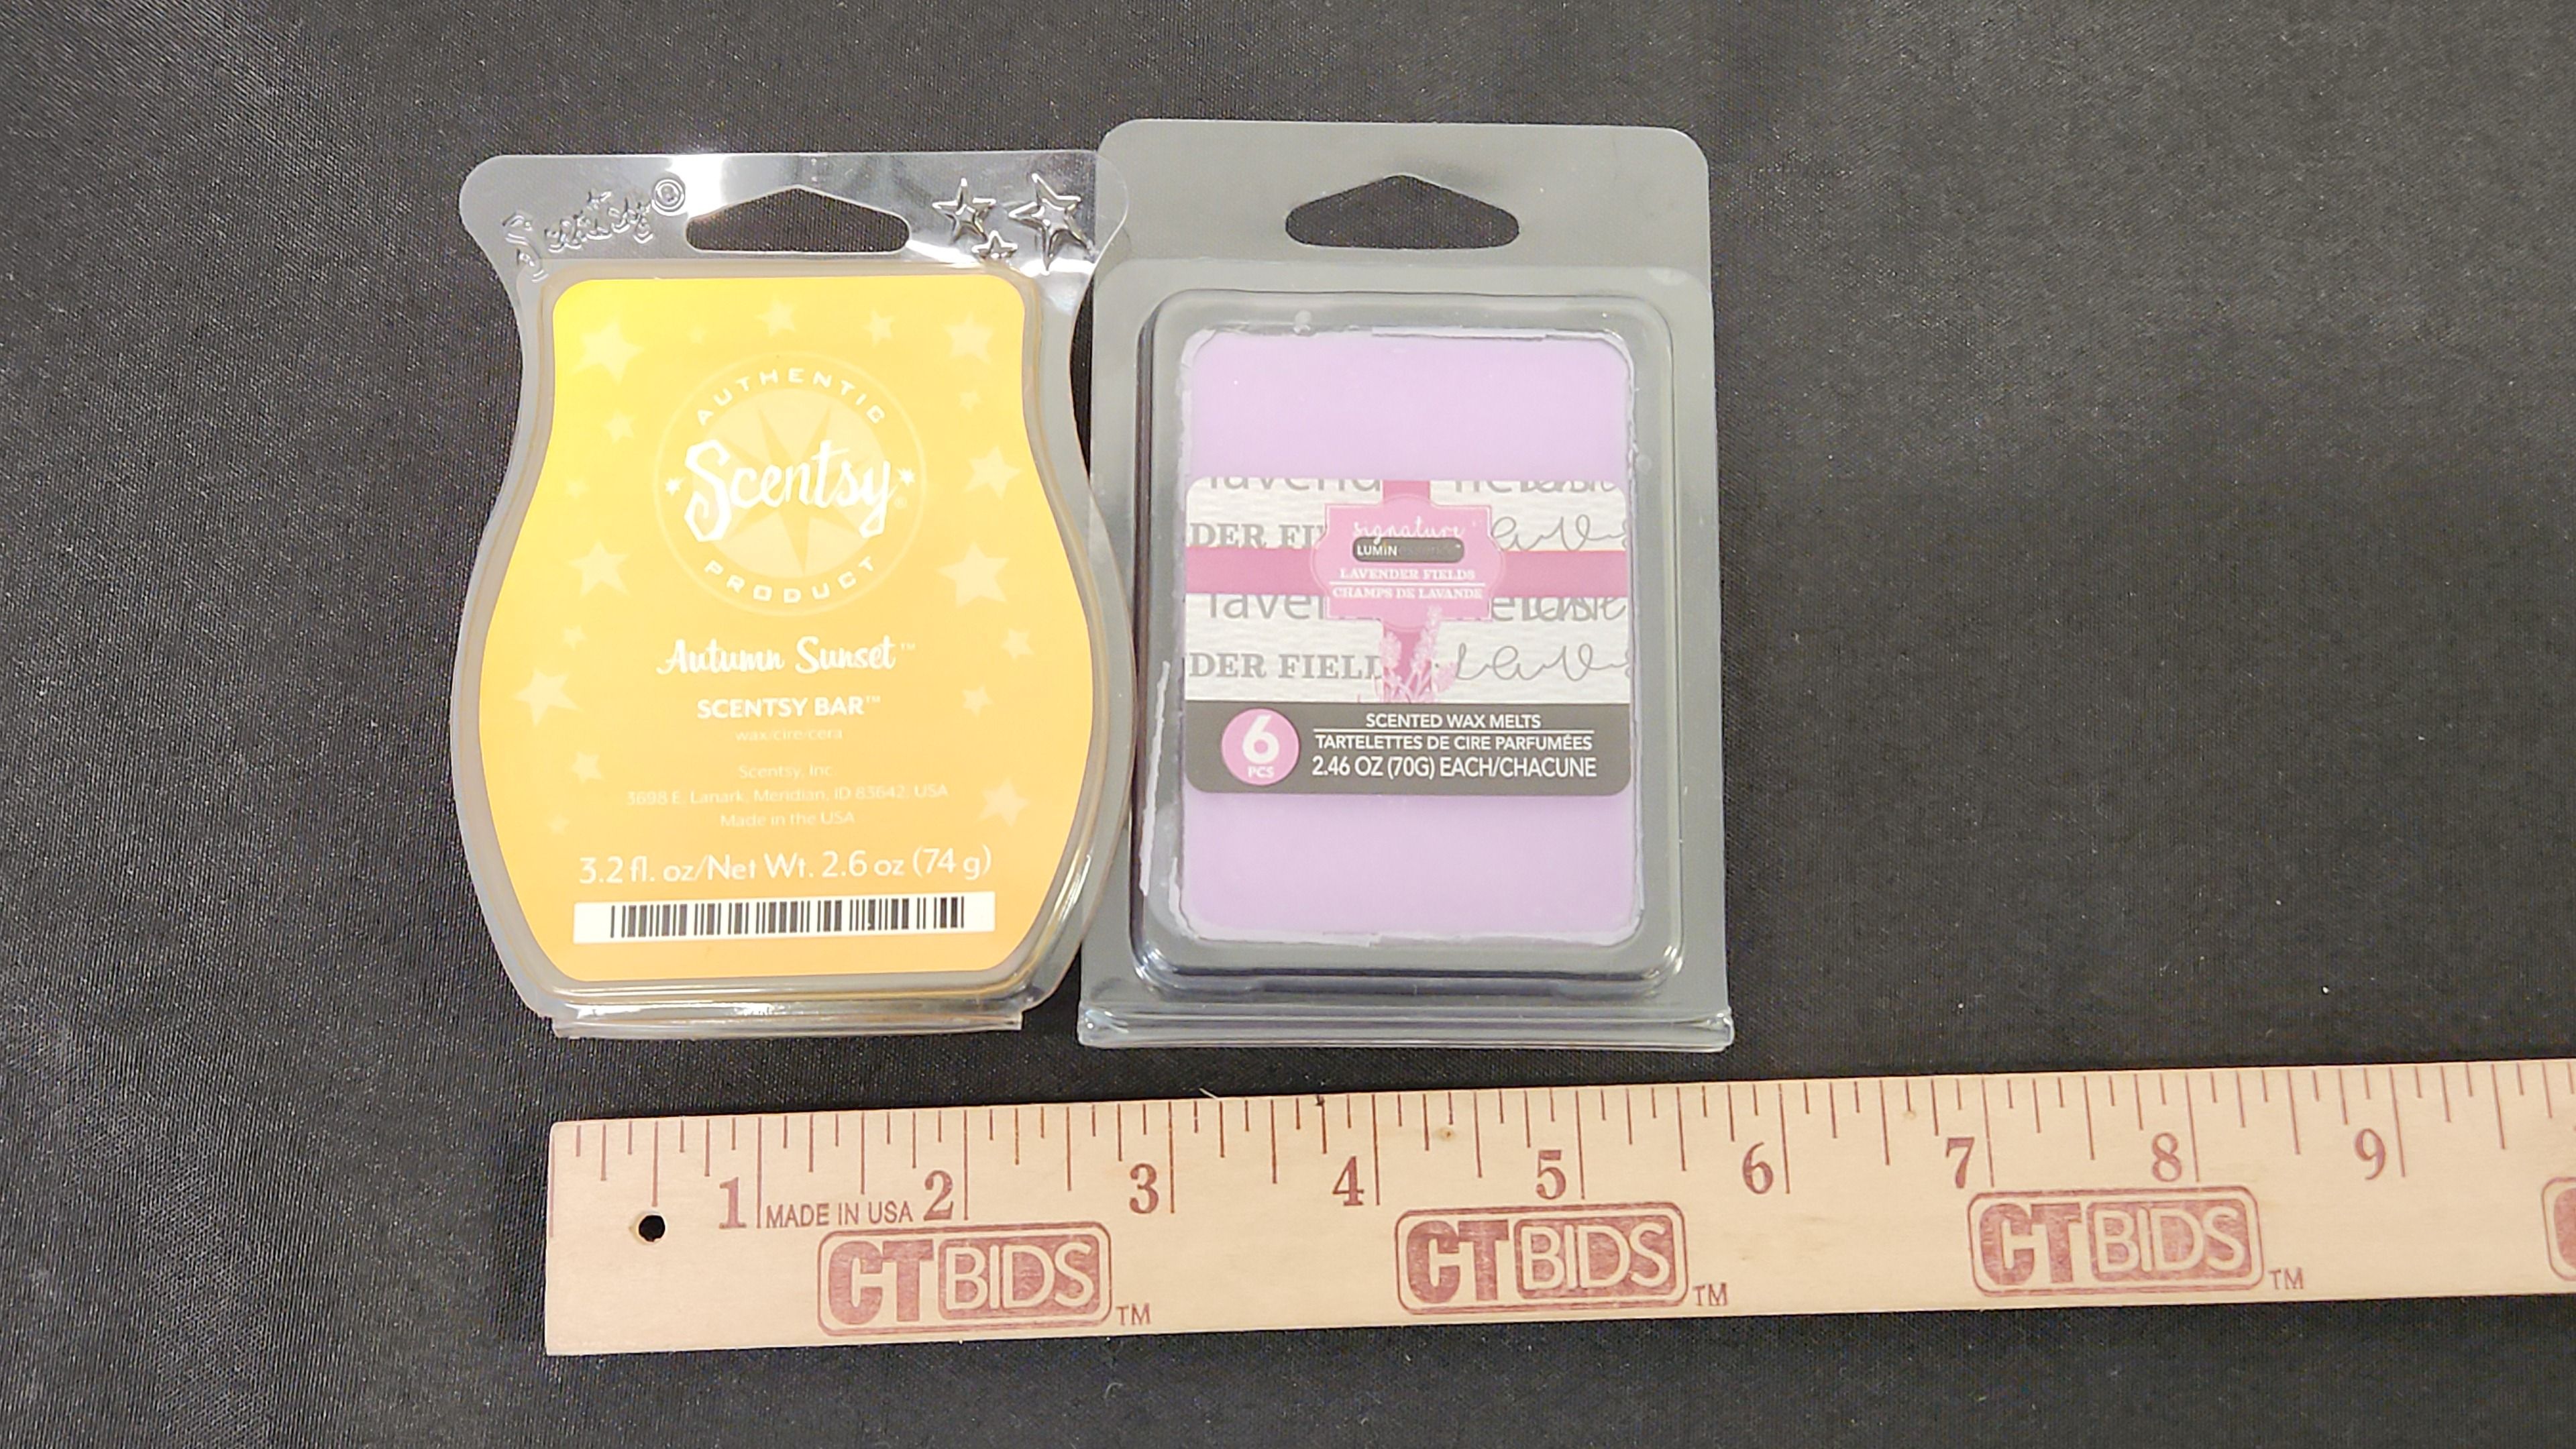 Scentsy®
AUTHENTIC
Scentsy®
PRODUCT
Autumn Sunset™
SCENTSY BAR™
wax/cire/cera
Scentsy, Inc
3698 E. Lanark, Meridian, ID 83642, USA
Made in the USA
3.2 fl. oz/Net Wt. 2.6 oz (74 g)
DER FI
signature
LUMIN
LAVENDER FIELDS
CHAMPS DE LAVANDE
DER FIELD
6
PCS
SCENTED WAX MELTS
TARTELETTES DE CIRE PARFUMÉES
2.46 OZ (70G) EACH/CHACUNE
1 2 3 4 5 6 7 8 9
MADE IN USA
CTBIDS™ CTBIDS™ CTBIDS™